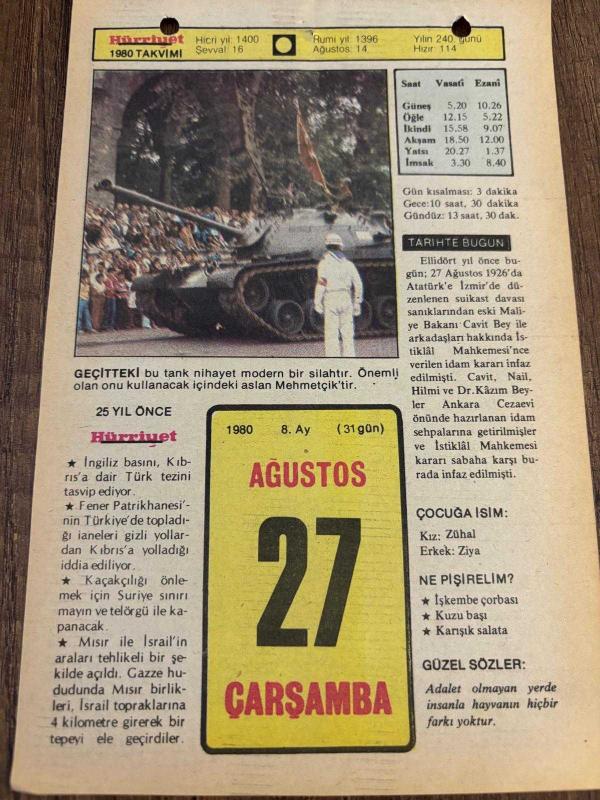 Hürriyet
1980 TAKVİMİ
Hicri yıl: 1400
Şevval: 16
Rumi yıl: 1396
Ağustos: 14
Yılın 240. günü
Hızır: 114
Saat Vasatî Ezanî
Güneş 5.20 10.26
Öğle 12.15 5.22
İkindi 15.58 9.07
Akşam 18.50 12.00
Yatsı 20.27 1.37
İmsak 3.30 8.40
Gün kısalması: 3 dakika
Gece:10 saat, 30 dakika
Gündüz: 13 saat, 30 dak.
TARİHTE BUGÜN
Ellidört yıl önce bu-
gün; 27 Ağustos 1926'da
Atatürk'e İzmir'de dü-
zenlenen suikast davası
sanıklarından eski Mali-
ye Bakanı Cavit Bey ile
arkadaşları hakkında İs-
tiklâl Mahkemesi'nce
verilen idam kararı infaz
edilmişti. Cavit, Nail,
Hilmi ve Dr. Kâzım Bey-
ler Ankara Cezaevi
önünde hazırlanan idam
sehpalarına getirilmişler
ve İstiklâl Mahkemesi
kararı sabaha karşı bu-
rada infaz edilmişti.
GEÇİTTEKİ bu tank nihayet modern bir silahtır. Önemli
olan onu kullanacak içindeki aslan Mehmetçik'tir.
25 YIL ÖNCE
Hürriyet
★ İngiliz basını, Kıb-
rıs'a dair Türk tezini
tasvip ediyor.
★ Fener Patrikhanesi'-
nin Türkiye'de topladı-
ğı ianeleri gizli yollar-
dan Kıbrıs'a yolladığı
iddia ediliyor.
★ Kaçakçılığı önle-
mek için Suriye sınırı
mayın ve telörgü ile ka-
panacak.
★ Mısır ile İsrail'in
araları tehlikeli bir şe-
kilde açıldı. Gazze hu-
dudunda Mısır birlik-
leri, İsrail topraklarına
4 kilometre girerek bir
tepeyi ele geçirdiler.
1980 8. Ay (31 gün)
AĞUSTOS
27
ÇARŞAMBA
ÇOCUĞA İSİM:
Kız: Zühal
Erkek: Ziya
NE PİŞİRELİM?
★ İşkembe çorbası
★ Kuzu başı
★ Karışık salata
GÜZEL SÖZLER:
Adalet olmayan yerde
insanla hayvanın hiçbir
farkı yoktur.